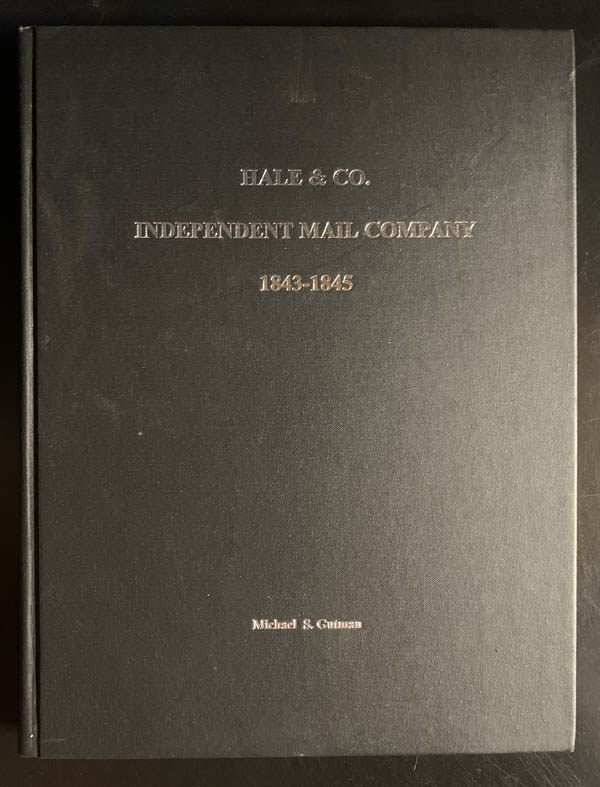 HALE & CO.
INDEPENDENT MAIL COMPANY
1843-1845
Michael S. Gutman